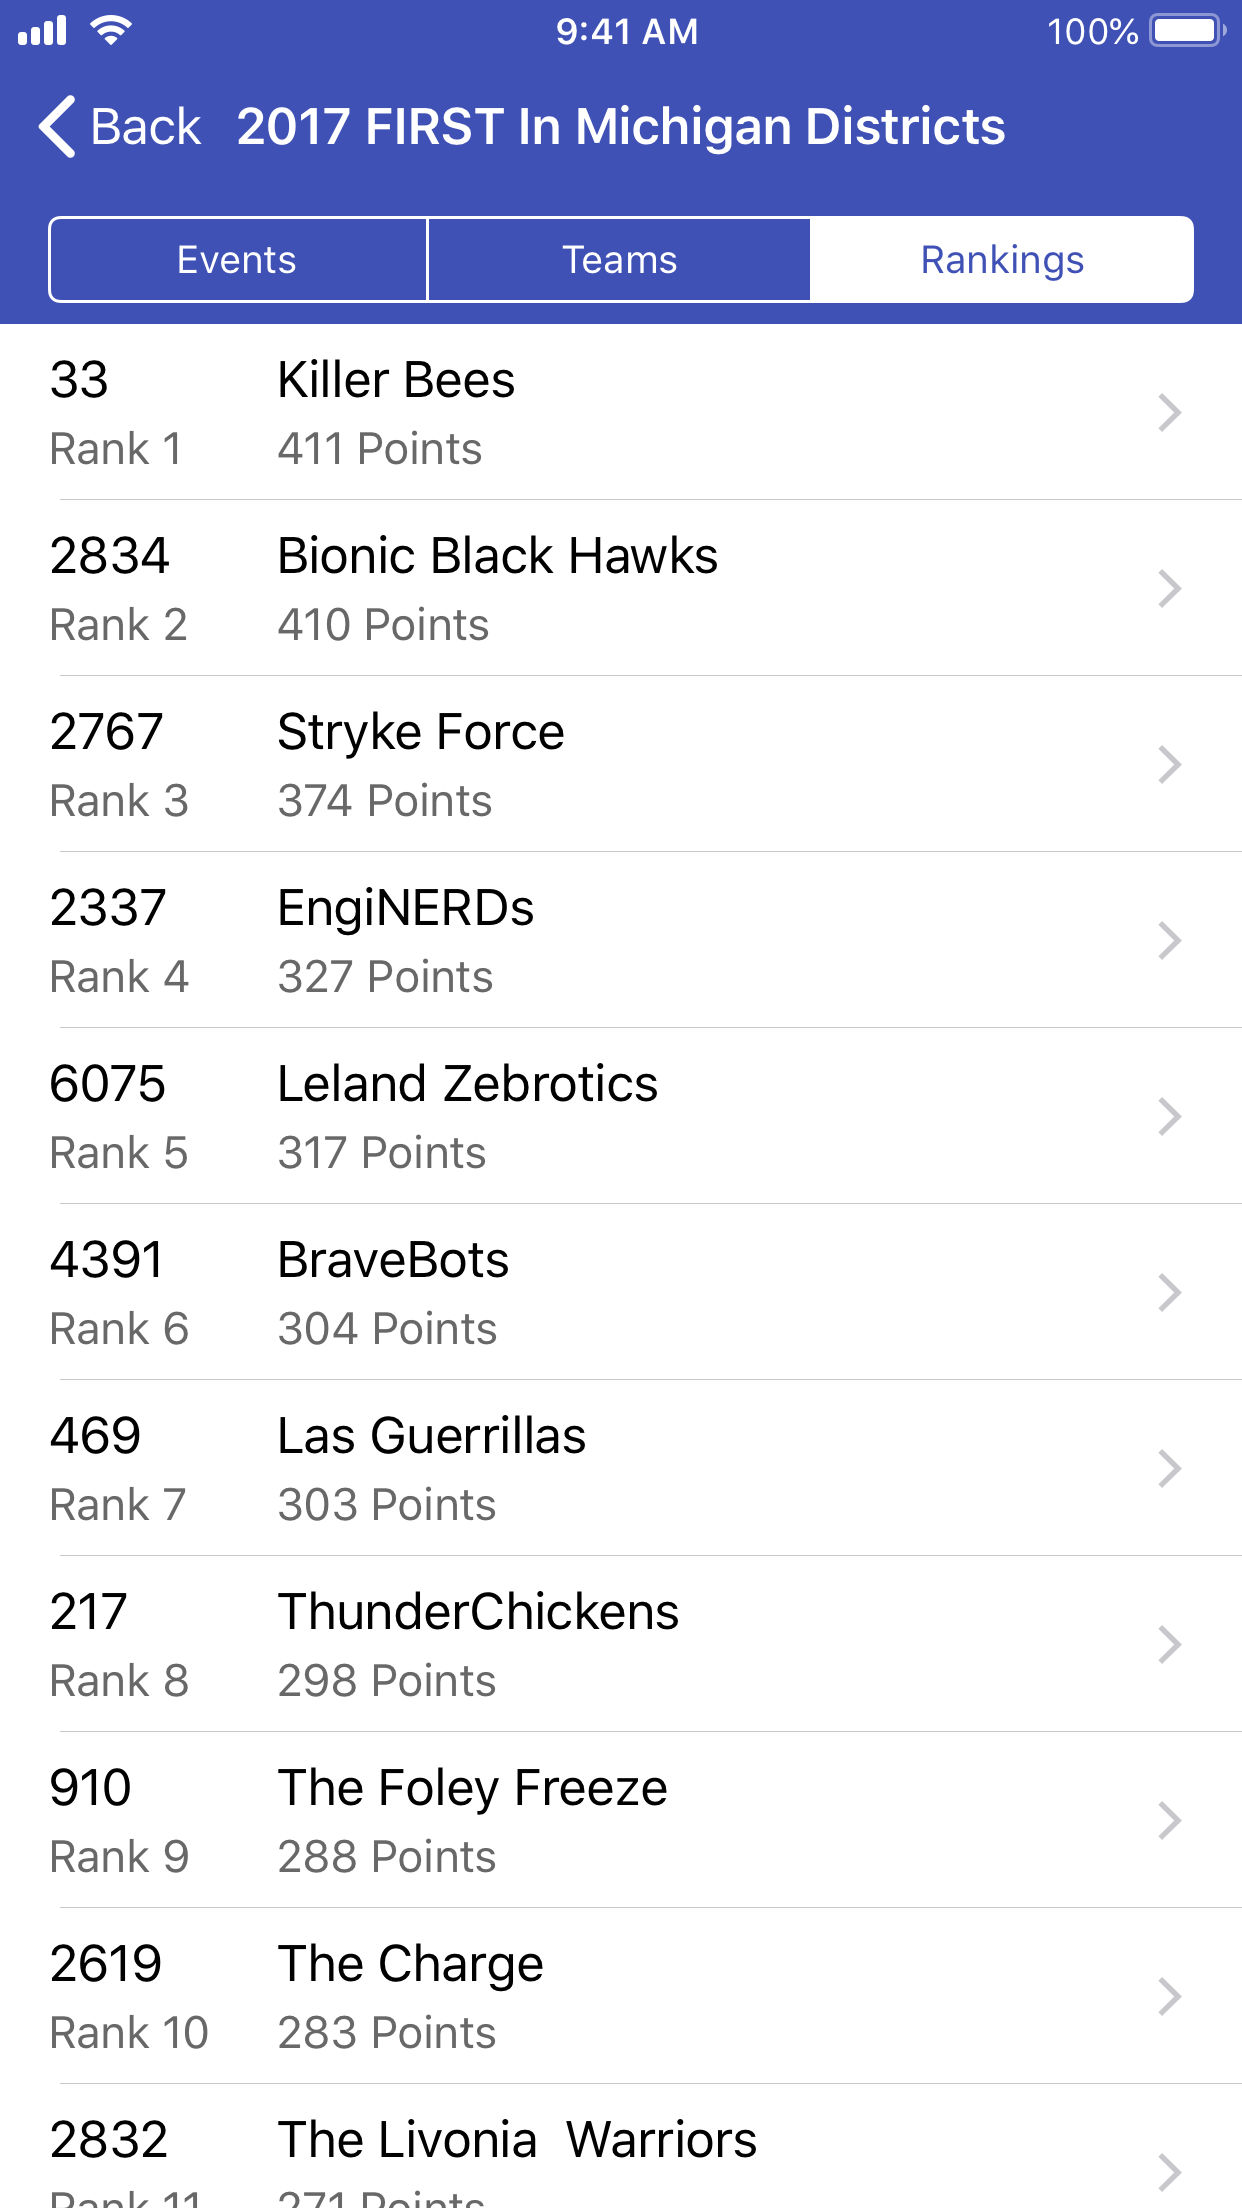 9:41 AM 100%
Back 2017 FIRST In Michigan Districts
Events Teams Rankings
33 Killer Bees
Rank 1 411 Points
2834 Bionic Black Hawks
Rank 2 410 Points
2767 Stryke Force
Rank 3 374 Points
2337 EngiNERDs
Rank 4 327 Points
6075 Leland Zebrotics
Rank 5 317 Points
4391 BraveBots
Rank 6 304 Points
469 Las Guerrillas
Rank 7 303 Points
217 ThunderChickens
Rank 8 298 Points
910 The Foley Freeze
Rank 9 288 Points
2619 The Charge
Rank 10 283 Points
2832 The Livonia  Warriors
Rank 11 271 Points